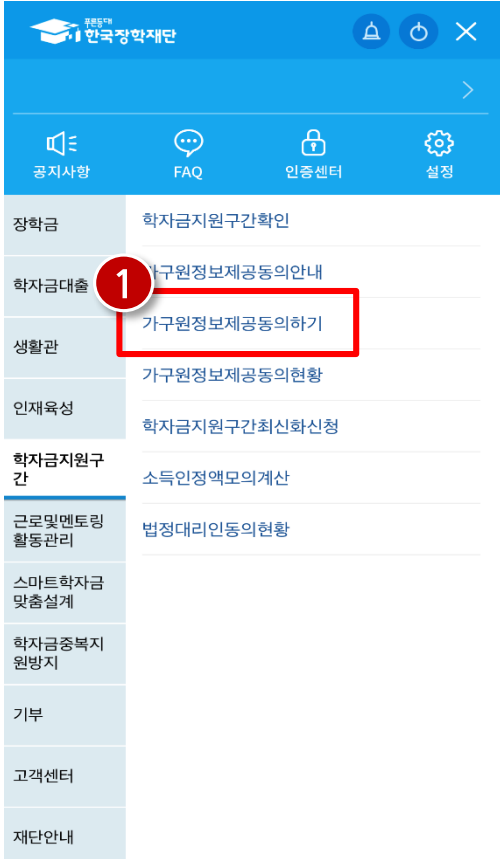 푸른등대
한국장학재단
공지사항
FAQ
인증센터
설정
장학금
학자금대출
생활관
인재육성
학자금지원구
간
근로및멘토링
활동관리
스마트학자금
맞춤설계
학자금중복지
원방지
기부
고객센터
재단안내
학자금지원구간확인
1
가구원정보제공동의안내
가구원정보제공동의하기
가구원정보제공동의현황
학자금지원구간최신화신청
소득인정액모의계산
법정대리인동의현황